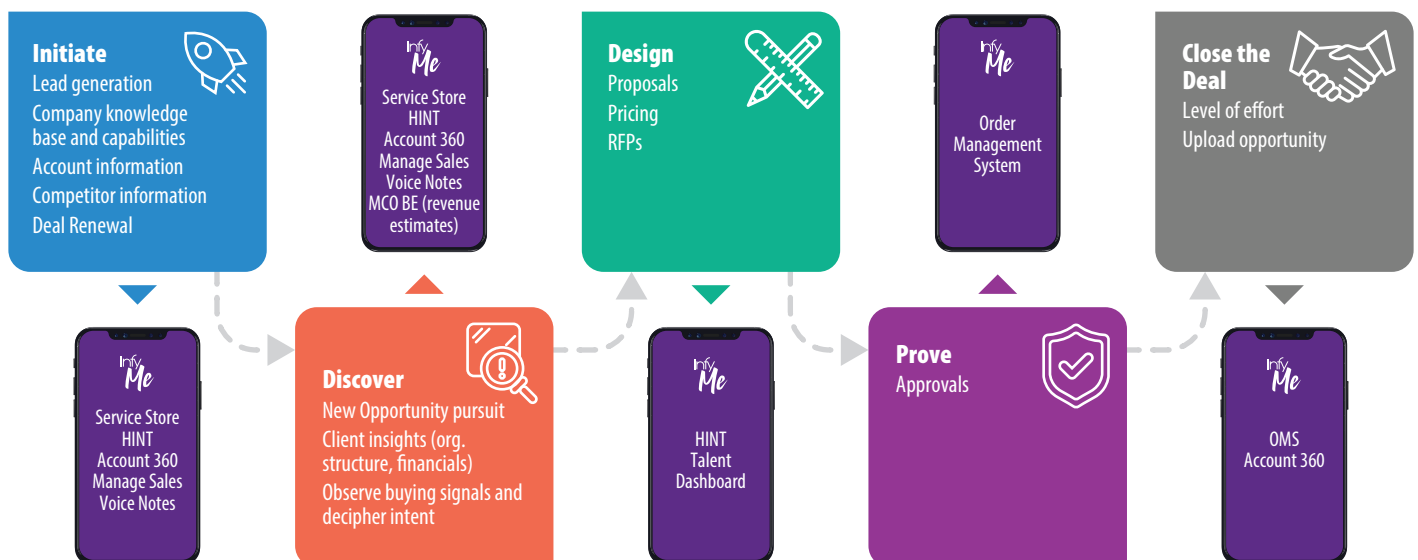 Initiate
Lead generation
Company knowledge
base and capabilities
Account information
Competitor information
Deal Renewal
Infy
Me
Service Store
HINT
Account 360
Manage Sales
Voice Notes
Discover
New Opportunity pursuit
Client insights (org.
structure, financials)
Observe buying signals and
decipher intent
Infy
Me
Service Store
HINT
Account 360
Manage Sales
Voice Notes
MCO BE (revenue
estimates)
Design
Proposals
Pricing
RFPs
Infy
Me
HINT
Talent
Dashboard
Prove
Approvals
Infy
Me
Order
Management
System
Close the
Deal
Level of effort
Upload opportunity
Infy
Me
OMS
Account 360